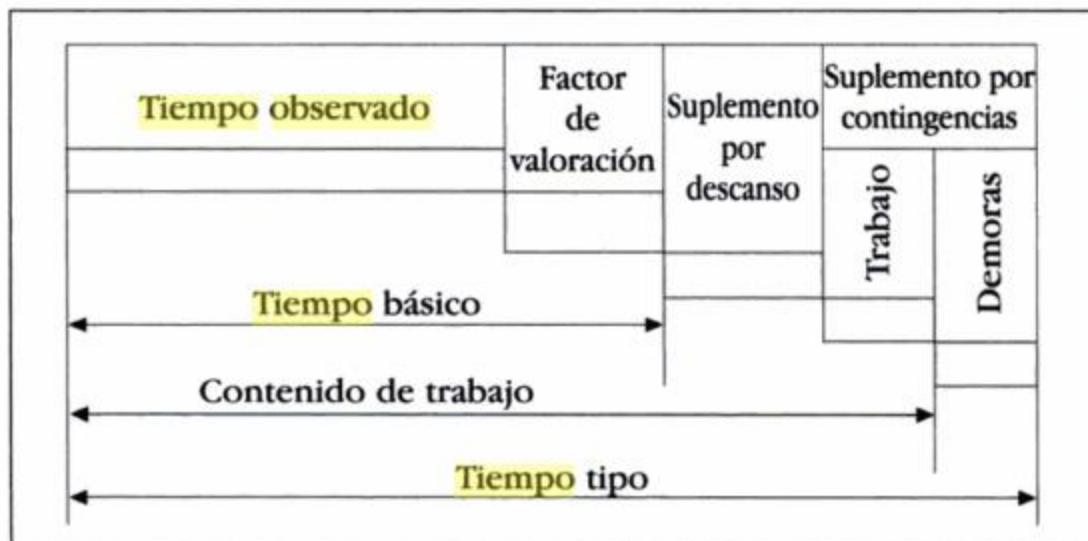 Tiempo observado
Factor
de
valoración
Suplemento
por
descanso
Suplemento por
contingencias
Trabajo
Demoras
Tiempo básico
Contenido de trabajo
Tiempo tipo